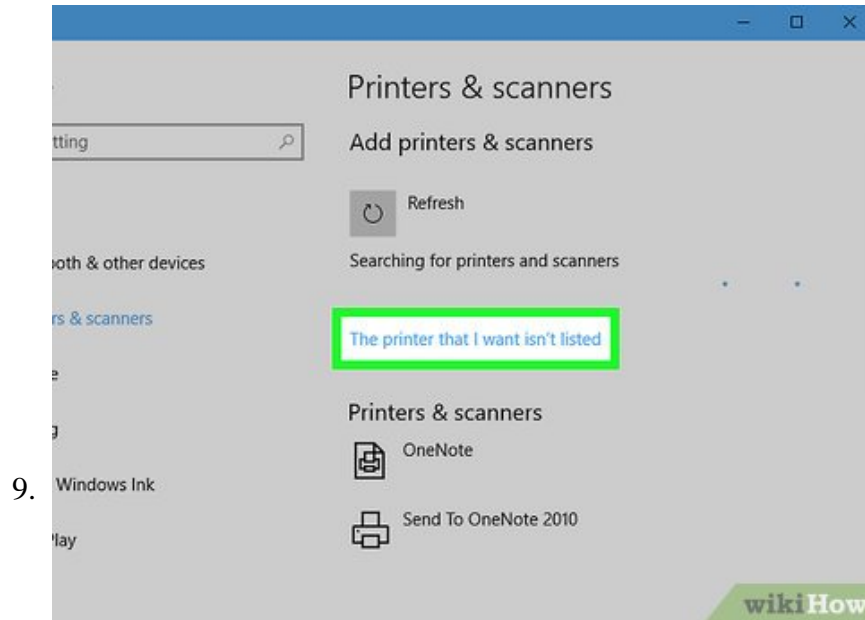 Printers & scanners
tting
Add printers & scanners
Refresh
ooth & other devices
Searching for printers and scanners
rs & scanners
The printer that I want isn't listed
e
Printers & scanners
g
OneNote
9.
Windows Ink
Send To OneNote 2010
Play
wikiHow